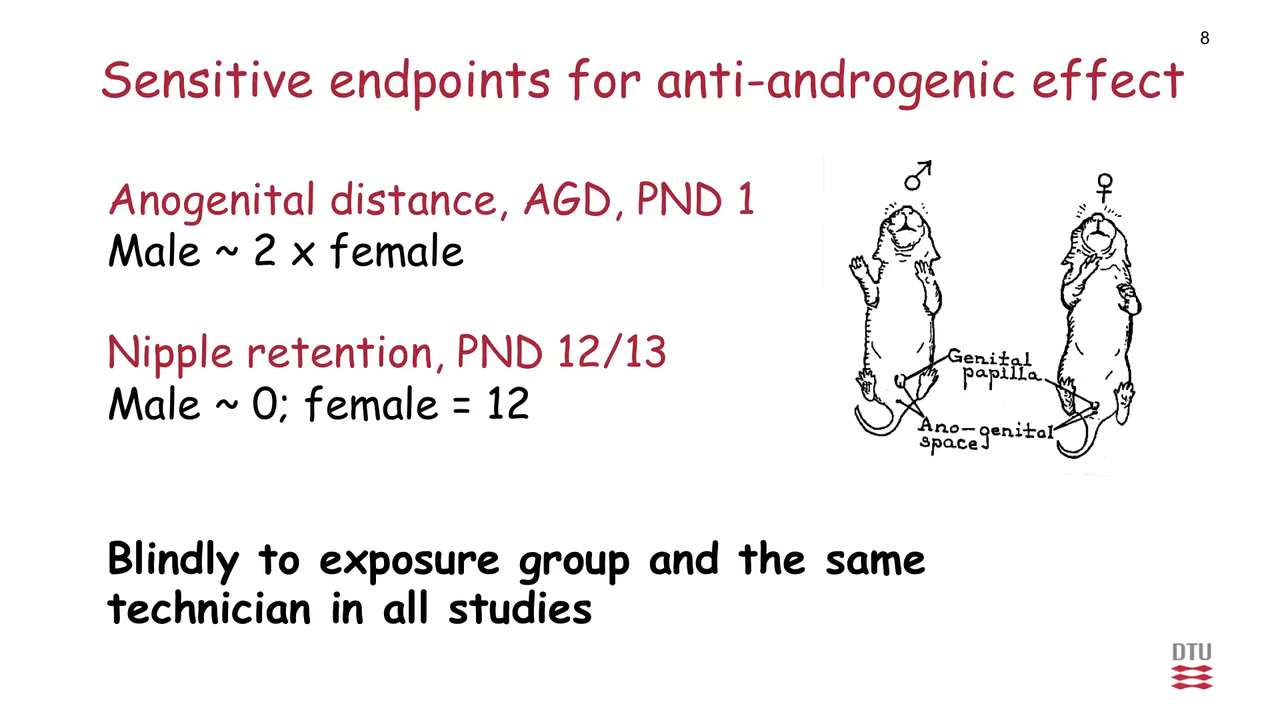 8
Sensitive endpoints for anti-androgenic effect
Anogenital distance, AGD, PND 1
Male ~ 2 x female
Nipple retention, PND 12/13
Male ~ 0; female = 12
♂
♀
Genital
papilla
Ano-genital
space
Blindly to exposure group and the same
technician in all studies
DTU